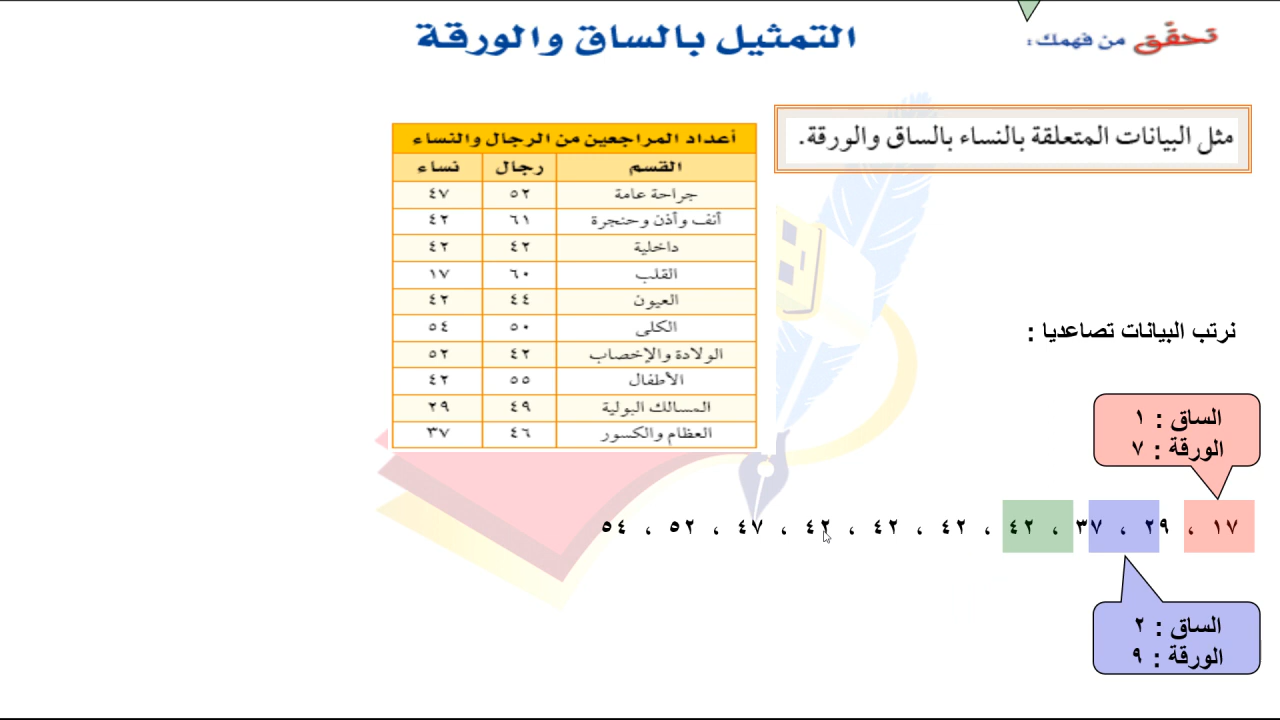 تحقّق من فهمك :
التمثيل بالساق والورقة
مثل البيانات المتعلقة بالنساء بالساق والورقة.
أعداد المراجعين من الرجال والنساء
القسم رجال نساء
جراحة عامة ٥٢ ٤٧
أنف وأذن وحنجرة ٦١ ٤٢
داخلية ٤٢ ٤٢
القلب ٦٠ ١٧
العيون ٤٤ ٤٢
الكلى ٥٠ ٥٤
الولادة والإخصاب ٤٢ ٥٢
الأطفال ٥٥ ٤٢
المسالك البولية ٤٩ ٢٩
العظام والكسور ٤٦ ٣٧
نرتب البيانات تصاعديا :
الساق : ١
الورقة : ٧
١٧ ، ٢٩ ، ٣٧ ، ٤٢ ، ٤٢ ، ٤٢ ، ٤٢ ، ٤٧ ، ٥٢ ، ٥٤
الساق : ٢
الورقة : ٩